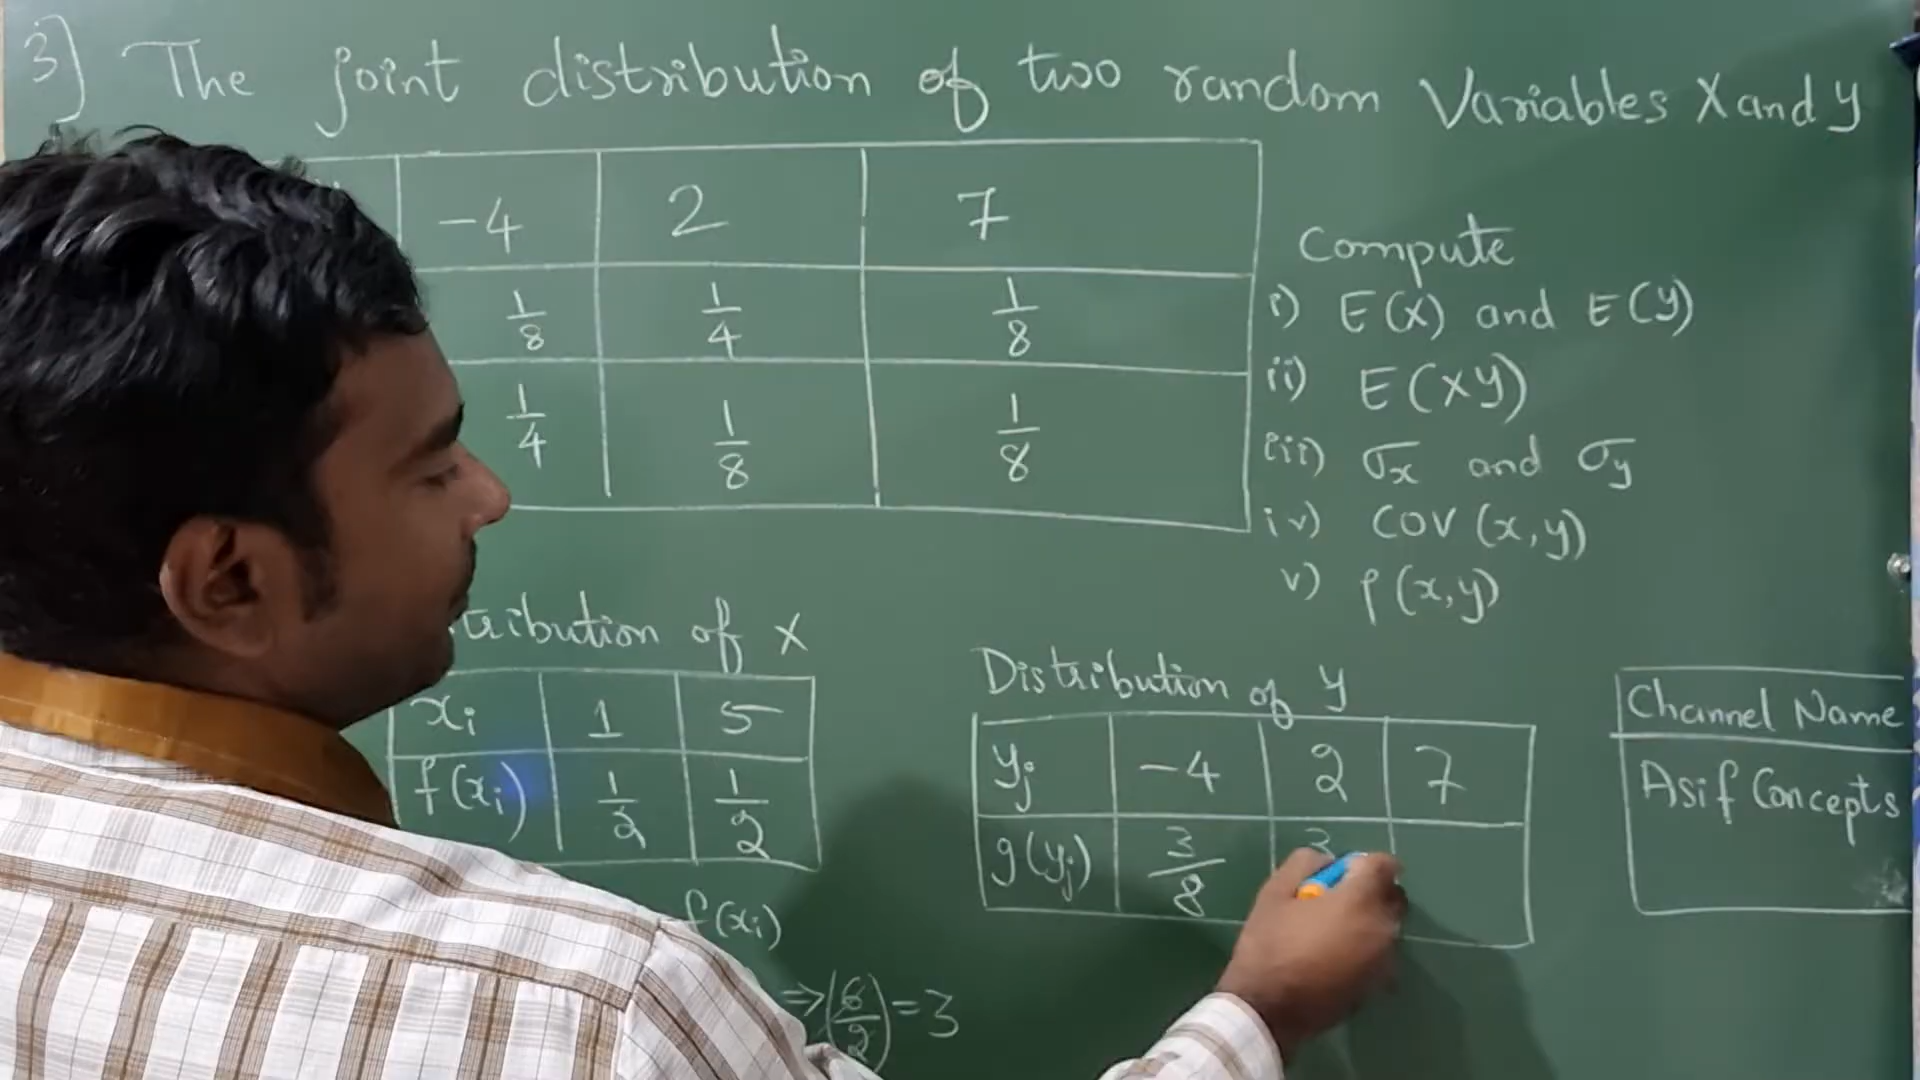 3] The joint distribution of two random Variables X and Y
-4 2 7
1/8 1/4 1/8
1/4 1/8 1/8
Compute
i) E(X) and E(Y)
ii) E(XY)
iii) σx and σy
iv) COV (x,y)
v) ρ(x,y)
of X
xi 1 5
f(xi) 1/2 1/2
f(xi)
⇒(6/2)=3
Distribution of Y
yj -4 2 7
g(yj) 3/8 3
Channel Name
Asif Concepts